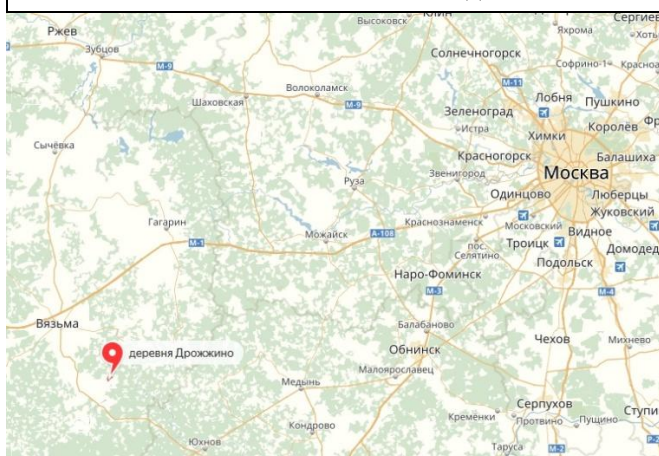 Ржев
Зубцов
Высоковск
Клин
Яхрома
Сергиев
Солнечногорск
Софрино-1
М-9
Волоколамск
Шаховская
М-9
М-11
Лобня
Пушкино
Зеленоград
Истра
Химки
Королёв
Сычёвка
Красногорск
Балашиха
Звенигород
Москва
Руза
Одинцово
Люберцы
Гагарин
Краснознаменск
Московский
Жуковский
М-1
Можайск
А-108
Видное
пос.
Селятино
Троицк
Домодед
Подольск
Наро-Фоминск
М-3
М-4
Вязьма
Балабаново
деревня Дрожжино
Обнинск
Чехов
Михнево
Малоярославец
Медынь
Серпухов
Ступи
Кондрово
Кремёнки
Протвино
Пущино
Юхнов
Таруса
М-2